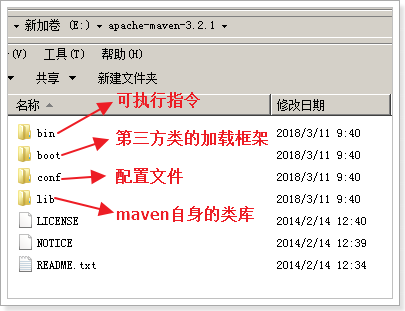 新加卷 (E:) apache-maven-3.2.1
(V) 工具(T) 帮助(H)
共享 新建文件夹
名称 修改日期
可执行指令
bin 2018/3/11 9:40
第三方类的加载框架
boot 2018/3/11 9:40
conf 配置文件 2018/3/11 9:40
lib 2018/3/11 9:40
maven自身的类库
LICENSE 2014/2/14 12:40
NOTICE 2014/2/14 12:39
README.txt 2014/2/14 12:34